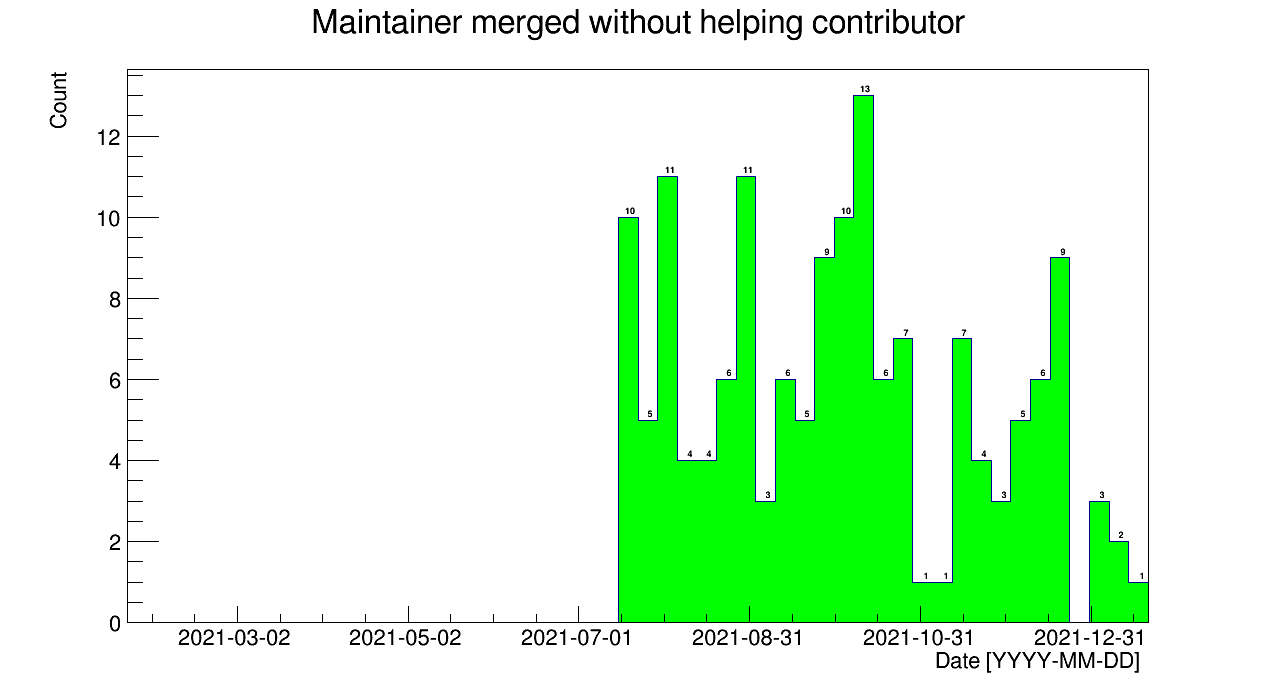 Maintainer merged without helping contributor
Count
12
10
8
6
4
2
0
10 5 11 4 4 6 11 3 6 5 9 10 13 6 7 1 1 7 4 3 5 6 9 3 2 1
2021-03-02 2021-05-02 2021-07-01 2021-08-31 2021-10-31 2021-12-31
Date [YYYY-MM-DD]